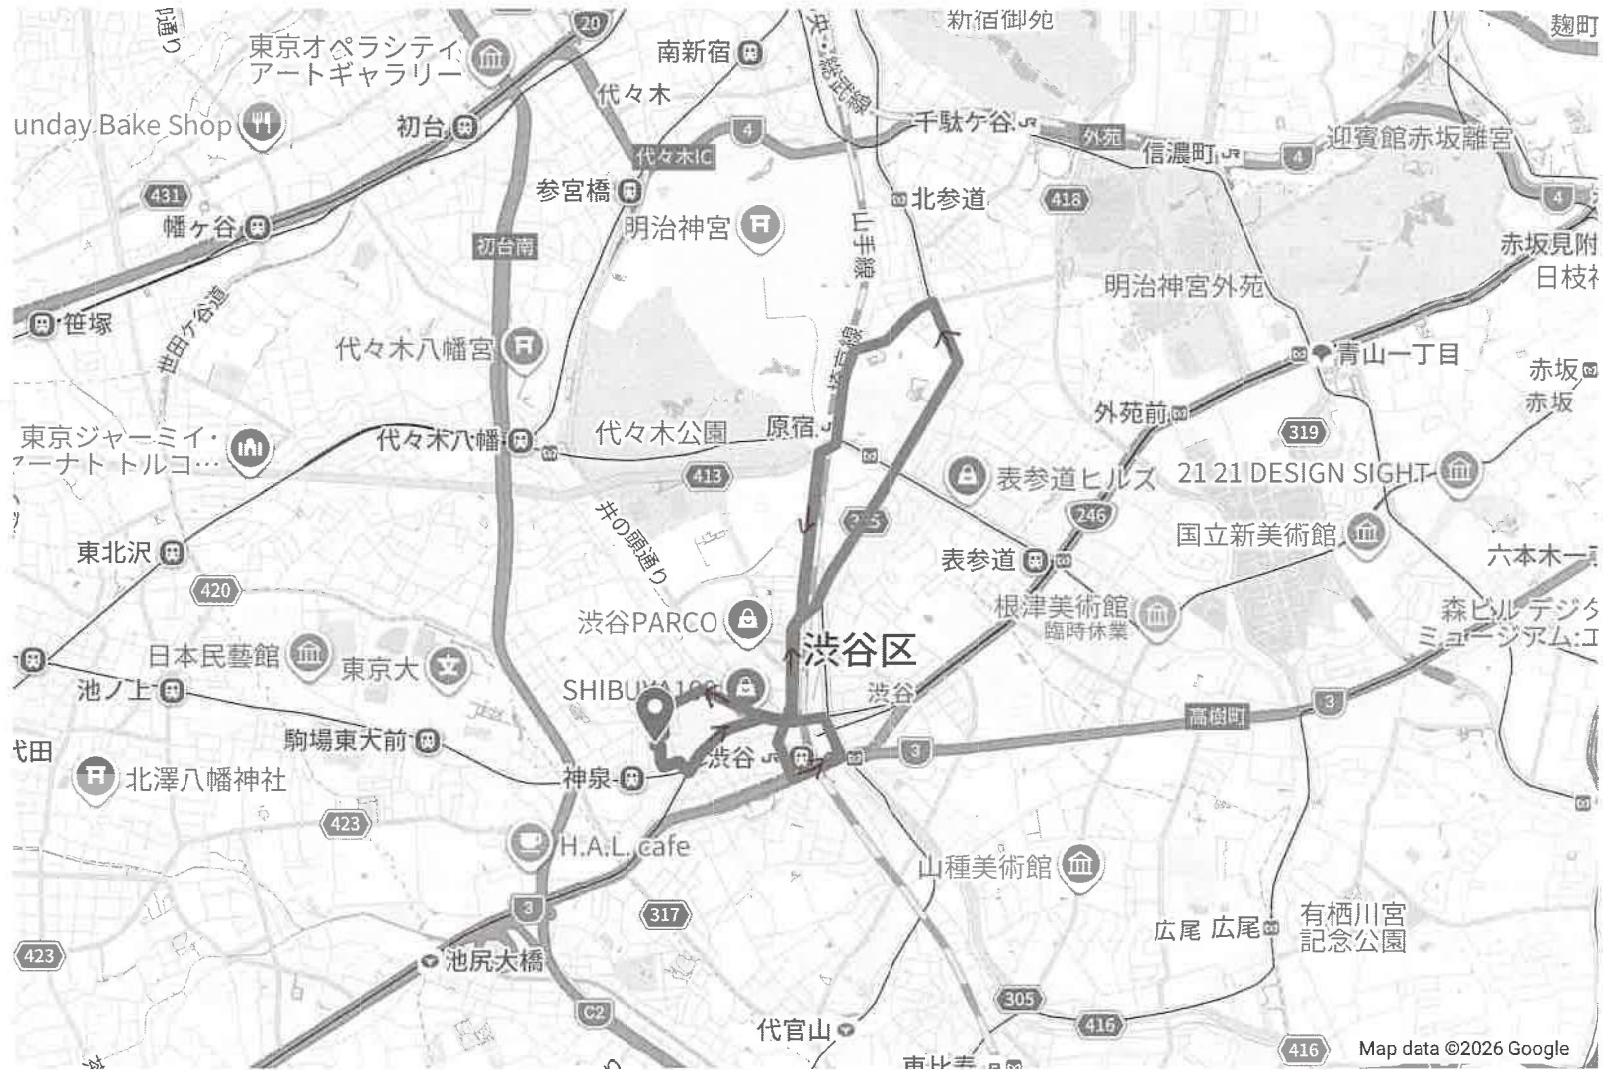 東京オペラシティ
アートギャラリー
20
南新宿
新宿御苑
麹町
代々木
unday Bake Shop
初台
4
代々木IC
千駄ケ谷
JR
外苑
信濃町
JR
4
迎賓館赤坂離宮
431
参宮橋
明治神宮
北参道
418
4
幡ヶ谷
初台南
山手線
赤坂見附
明治神宮外苑
笹塚
世田ケ谷道
代々木八幡宮
青山一丁目
赤坂
赤坂
外苑前
319
東京ジャーミイ・
代々木八幡
代々木公園
原宿
413
表参道ヒルズ
21 21 DESIGN SIGHT
246
国立新美術館
井の頭通り
東北沢
表参道
六本木一
420
根津美術館
臨時休業
森ビル デジタ
ミュージアム:エ
渋谷PARCO
渋谷区
日本民藝館
東京大
池ノ上
SHIBUYA109
渋谷
高樹町
3
駒場東大前
渋谷
JR
3
代田
北澤八幡神社
神泉
423
H.A.L. cafe
山種美術館
3
317
広尾
広尾
有栖川宮
記念公園
423
池尻大橋
C2
305
416
代官山
416
Map data ©2026 Google